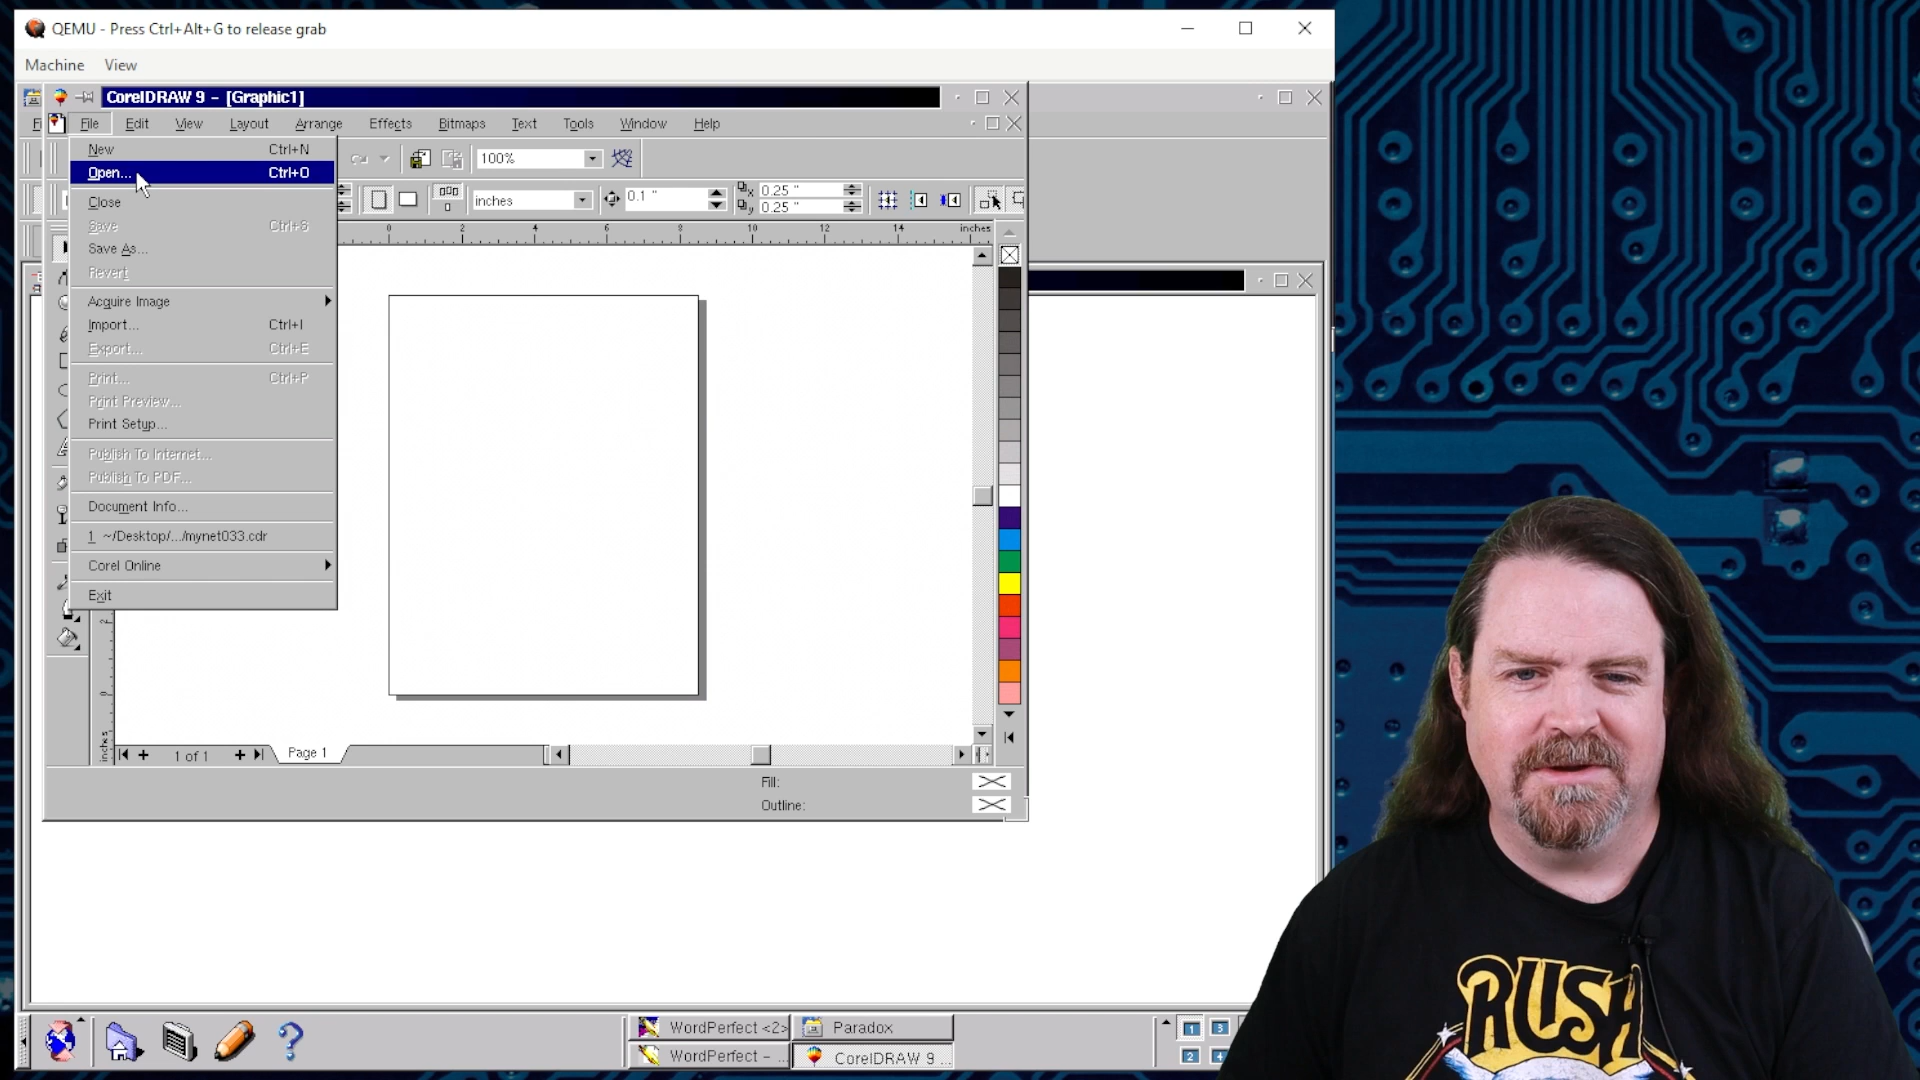 QEMU - Press Ctrl+Alt+G to release grab
Machine View
CorelDRAW 9 - [Graphic1]
File Edit View Layout Arrange Effects Bitmaps Text Tools Window Help
New Ctrl+N
100%
Open... Ctrl+O
inches 0.1 " x 0.25 "
y 0.25 "
Close
Save Ctrl+S
0 2 4 6 8 10 12 14 inches
Save As...
Revert
Acquire Image
Import... Ctrl+I
Export... Ctrl+E
Print... Ctrl+P
Print Preview...
Print Setup...
Publish To Internet...
Publish To PDF...
Document Info...
1 ~/Desktop/.../mynet033.cdr
Corel Online
Exit
2
0
inches
1 of 1 Page 1
Fill:
Outline:
WordPerfect <2> Paradox
WordPerfect - ... CorelDRAW 9 ...
1 3
2 4
RUSH